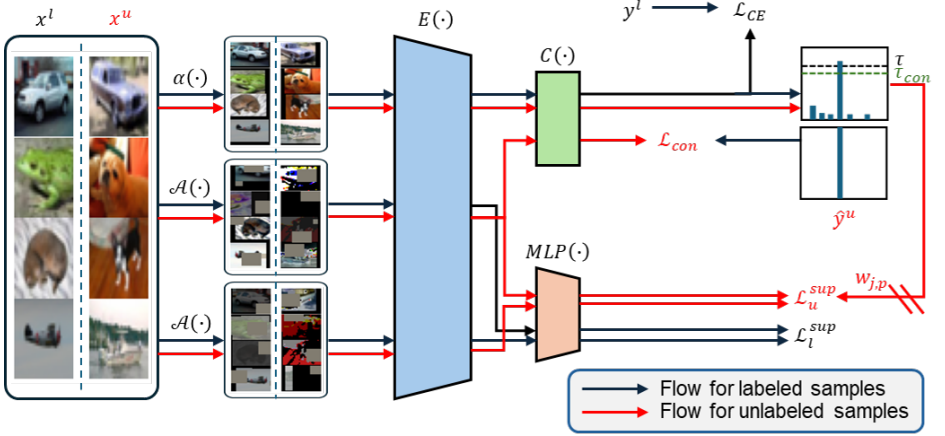 x^l x^u
E(·)
y^l
ℒ_CE
α(·)
C(·)
τ
τ_con
ℒ_con
𝒜(·)
ŷ^u
MLP(·)
w_{j,p}
ℒ_u^{sup}
𝒜(·)
ℒ_l^{sup}
Flow for labeled samples
Flow for unlabeled samples